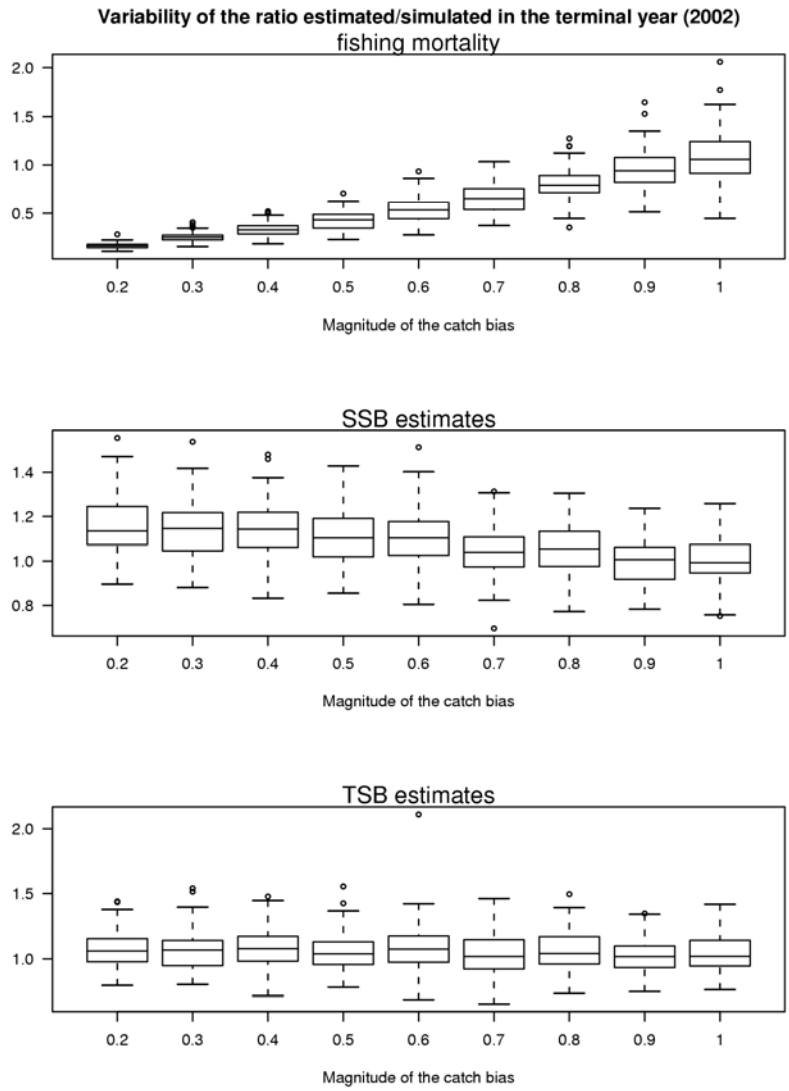 Variability of the ratio estimated/simulated in the terminal year (2002)
fishing mortality
2.0
1.5
1.0
0.5
0.2 0.3 0.4 0.5 0.6 0.7 0.8 0.9 1
Magnitude of the catch bias
SSB estimates
1.4
1.2
1.0
0.8
0.2 0.3 0.4 0.5 0.6 0.7 0.8 0.9 1
Magnitude of the catch bias
TSB estimates
2.0
1.5
1.0
0.2 0.3 0.4 0.5 0.6 0.7 0.8 0.9 1
Magnitude of the catch bias